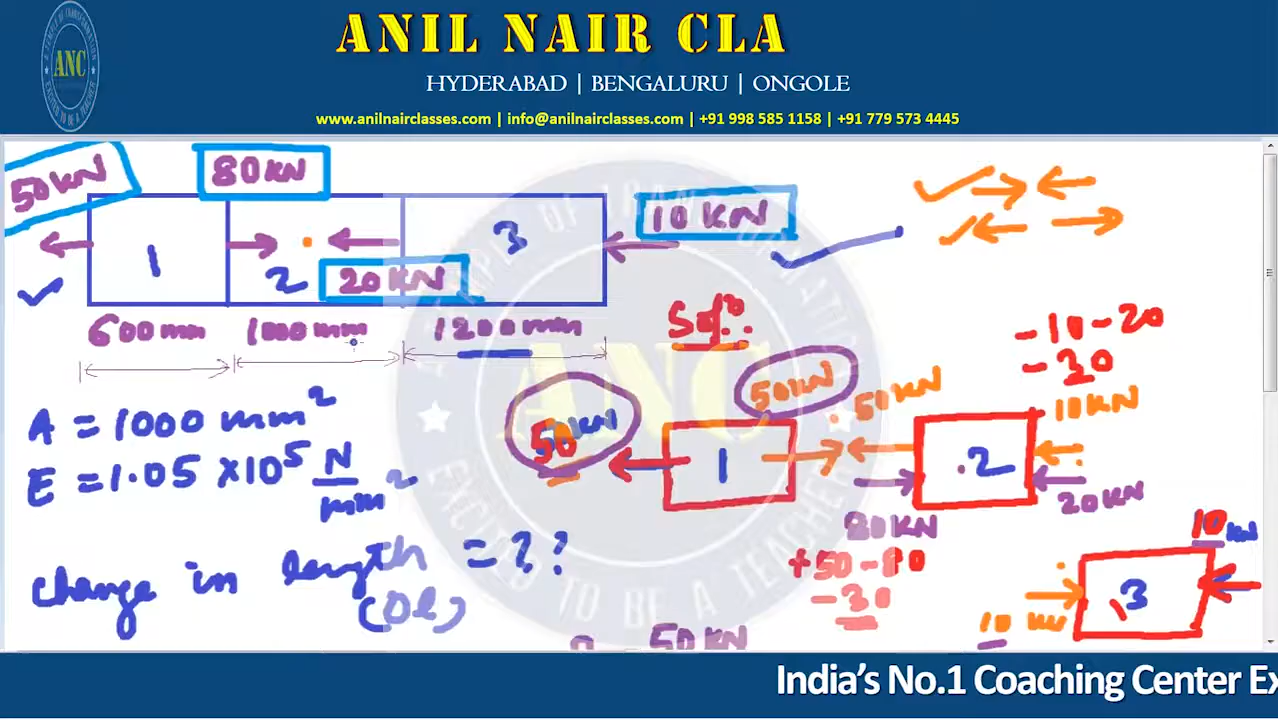 ANIL NAIR CLA
HYDERABAD | BENGALURU | ONGOLE
www.anilnairclasses.com | info@anilnairclasses.com | +91 998 585 1158 | +91 779 573 4445
ANC
50 KN
80 KN
10 KN
1
2
3
20 KN
600 mm
1000 mm
1200 mm
50%
-10-20
-30
A = 1000 mm²
E = 1.05 × 10⁵ N/mm²
change in length = ??
(Dl)
50 KN
50 KN
50 KN
10 KN
1
2
80 KN
20 KN
+50-80
-30
10 KN
3
10 KN
50 KN
ANC
India's No.1 Coaching Center Ex